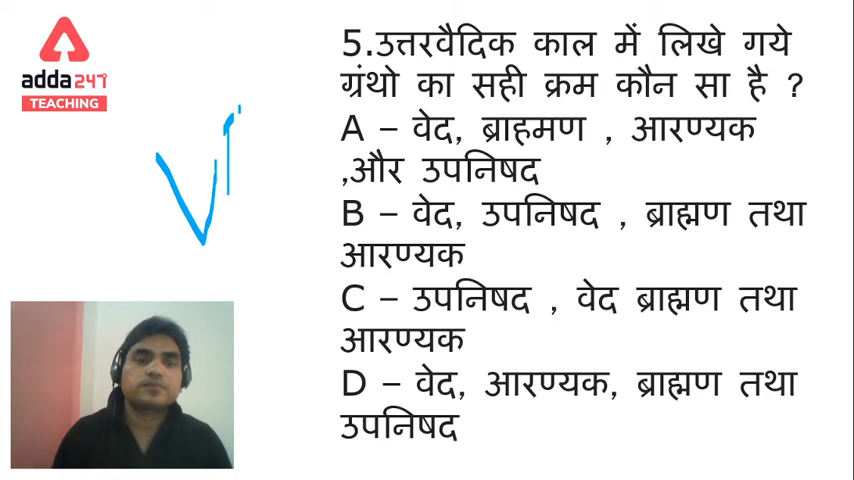 adda247
TEACHING
5.उत्तरवैदिक काल में लिखे गये
ग्रंथो का सही क्रम कौन सा है ?
A – वेद, ब्राहमण , आरण्यक
,और उपनिषद
B – वेद, उपनिषद , ब्राह्मण तथा
आरण्यक
C – उपनिषद , वेद ब्राह्मण तथा
आरण्यक
D – वेद, आरण्यक, ब्राह्मण तथा
उपनिषद